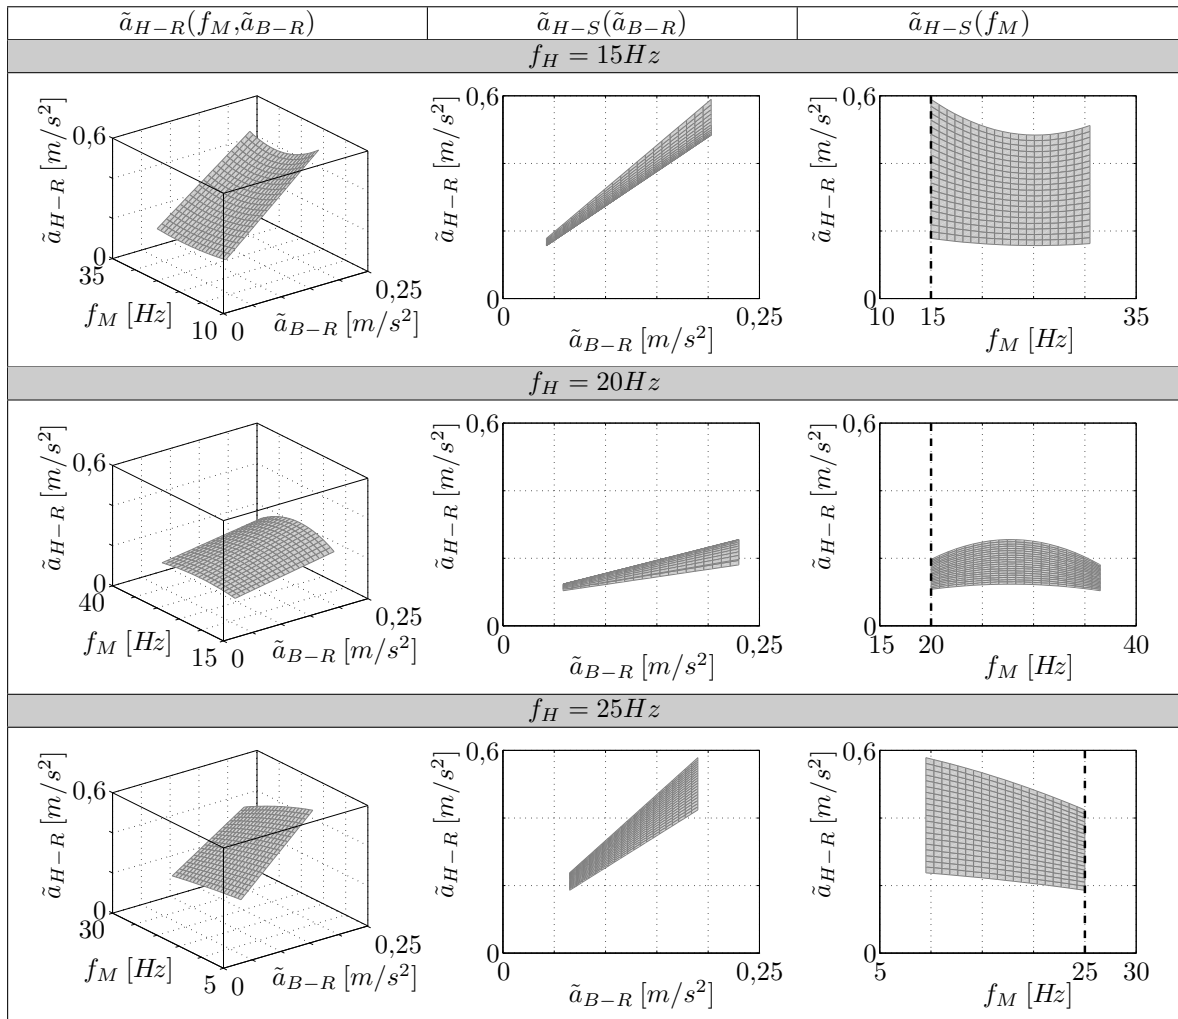 ã_{H−R}(f_M,ã_{B−R}) ã_{H−S}(ã_{B−R}) ã_{H−S}(f_M)
f_H = 15Hz
ã_{H−R} [m/s²]
0,6
0
35
f_M [Hz]
10
0
ã_{B−R} [m/s²]
0,25
ã_{H−R} [m/s²]
0,6
0
0
0,25
ã_{B−R} [m/s²]
ã_{H−R} [m/s²]
0,6
0
10 15 35
f_M [Hz]
f_H = 20Hz
ã_{H−R} [m/s²]
0,6
0
40
f_M [Hz]
15
0
ã_{B−R} [m/s²]
0,25
ã_{H−R} [m/s²]
0,6
0
0
0,25
ã_{B−R} [m/s²]
ã_{H−R} [m/s²]
0,6
0
15 20 40
f_M [Hz]
f_H = 25Hz
ã_{H−R} [m/s²]
0,6
0
30
f_M [Hz]
5
0
ã_{B−R} [m/s²]
0,25
ã_{H−R} [m/s²]
0,6
0
0
0,25
ã_{B−R} [m/s²]
ã_{H−R} [m/s²]
0,6
0
5 25 30
f_M [Hz]